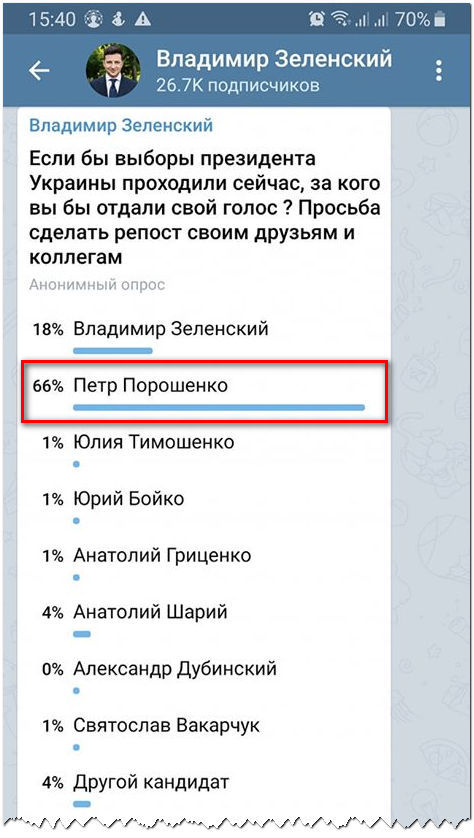 15:40 70%
Владимир Зеленский
26.7K подписчиков
Владимир Зеленский
Если бы выборы президента
Украины проходили сейчас, за кого
вы бы отдали свой голос ? Просьба
сделать репост своим друзьям и
коллегам
Анонимный опрос
18% Владимир Зеленский
66% Петр Порошенко
1% Юлия Тимошенко
1% Юрий Бойко
1% Анатолий Гриценко
4% Анатолий Шарий
0% Александр Дубинский
1% Святослав Вакарчук
4% Другой кандидат